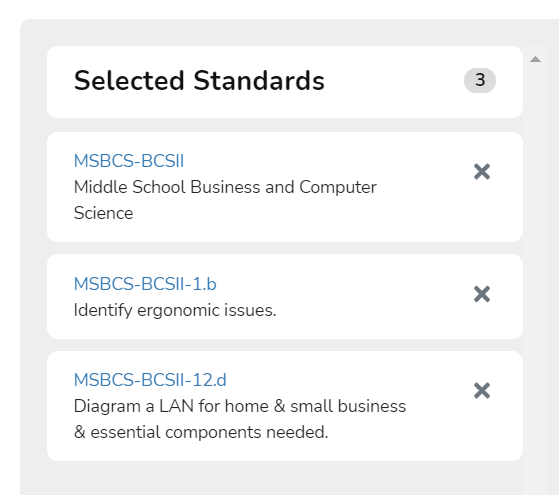 Selected Standards
3
MSBCS-BCSII
Middle School Business and Computer
Science
MSBCS-BCSII-1.b
Identify ergonomic issues.
MSBCS-BCSII-12.d
Diagram a LAN for home & small business
& essential components needed.